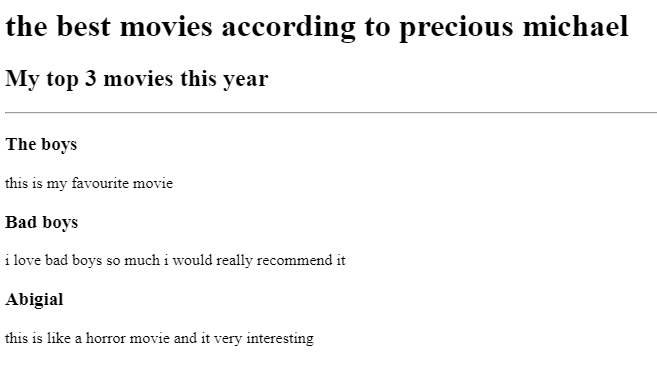 the best movies according to precious michael
My top 3 movies this year
The boys
this is my favourite movie
Bad boys
i love bad boys so much i would really recommend it
Abigial
this is like a horror movie and it very interesting